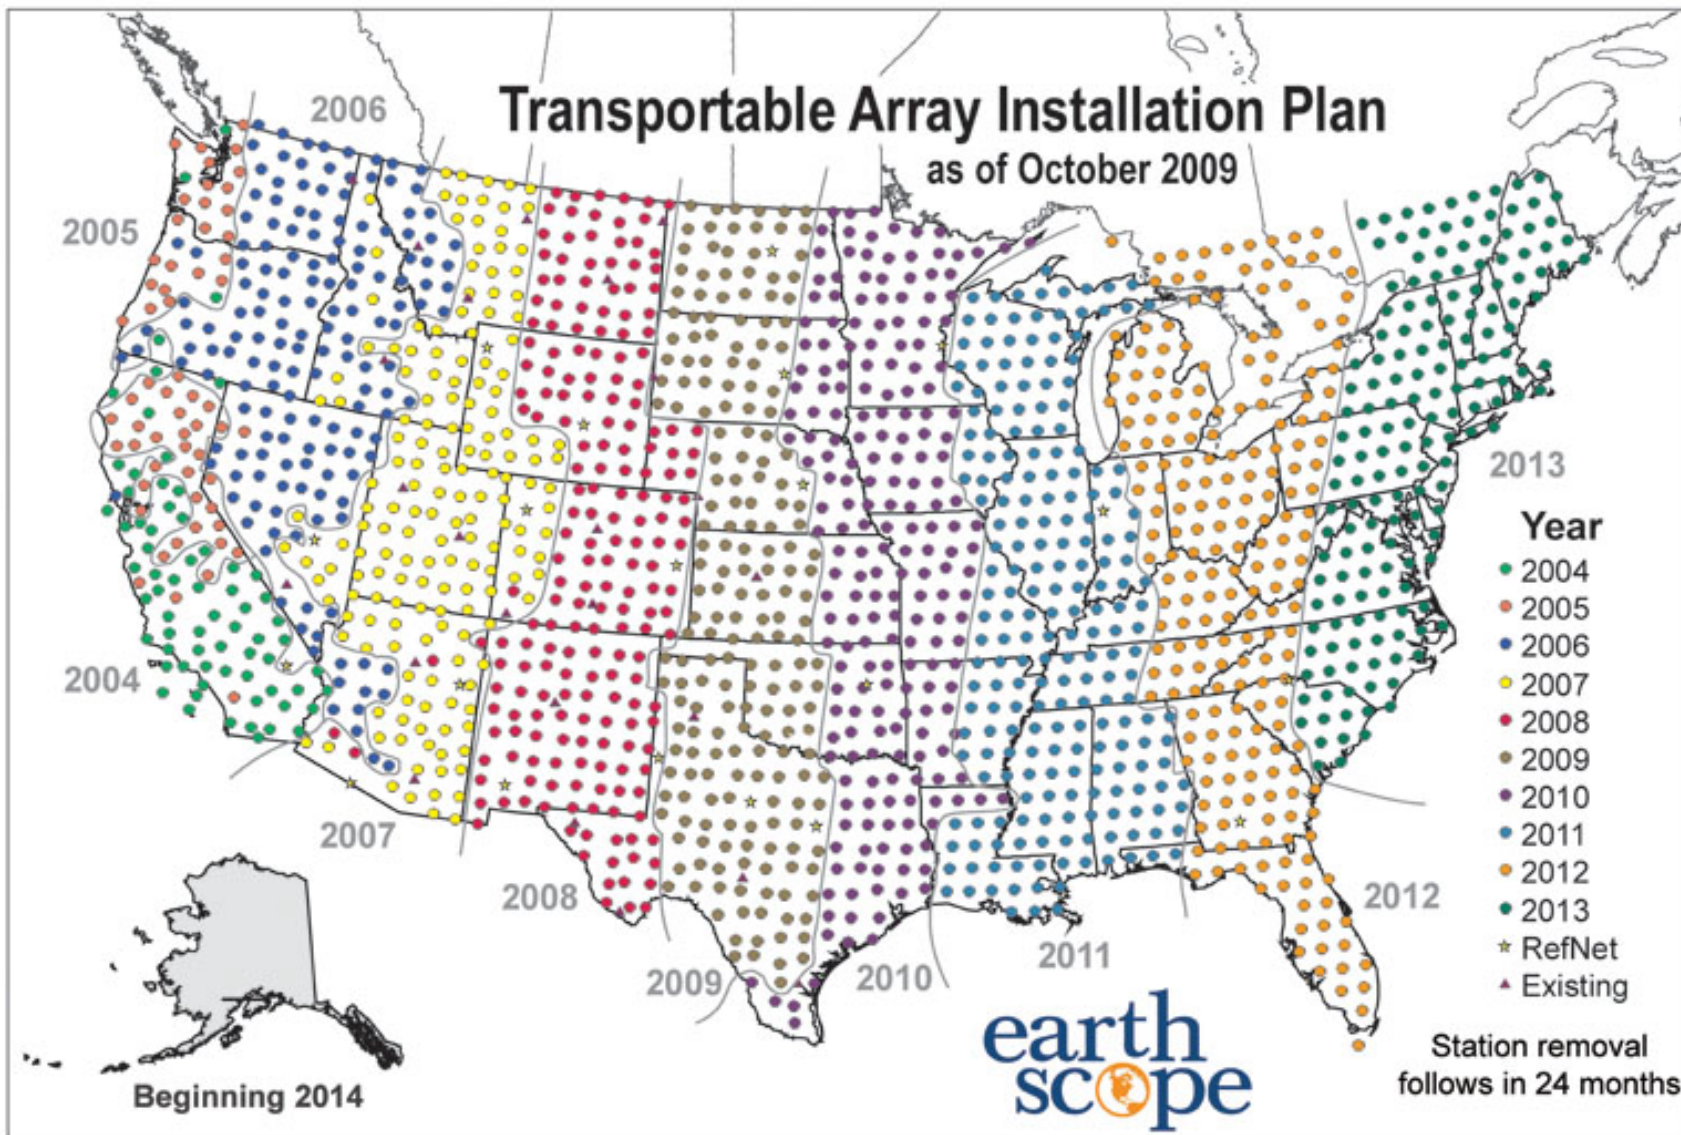 Transportable Array Installation Plan
as of October 2009
2006
2005
2004
2007
2008
2009
2010
2011
2012
2013
Year
2004
2005
2006
2007
2008
2009
2010
2011
2012
2013
RefNet
Existing
Station removal
follows in 24 months
Beginning 2014
earth
scope